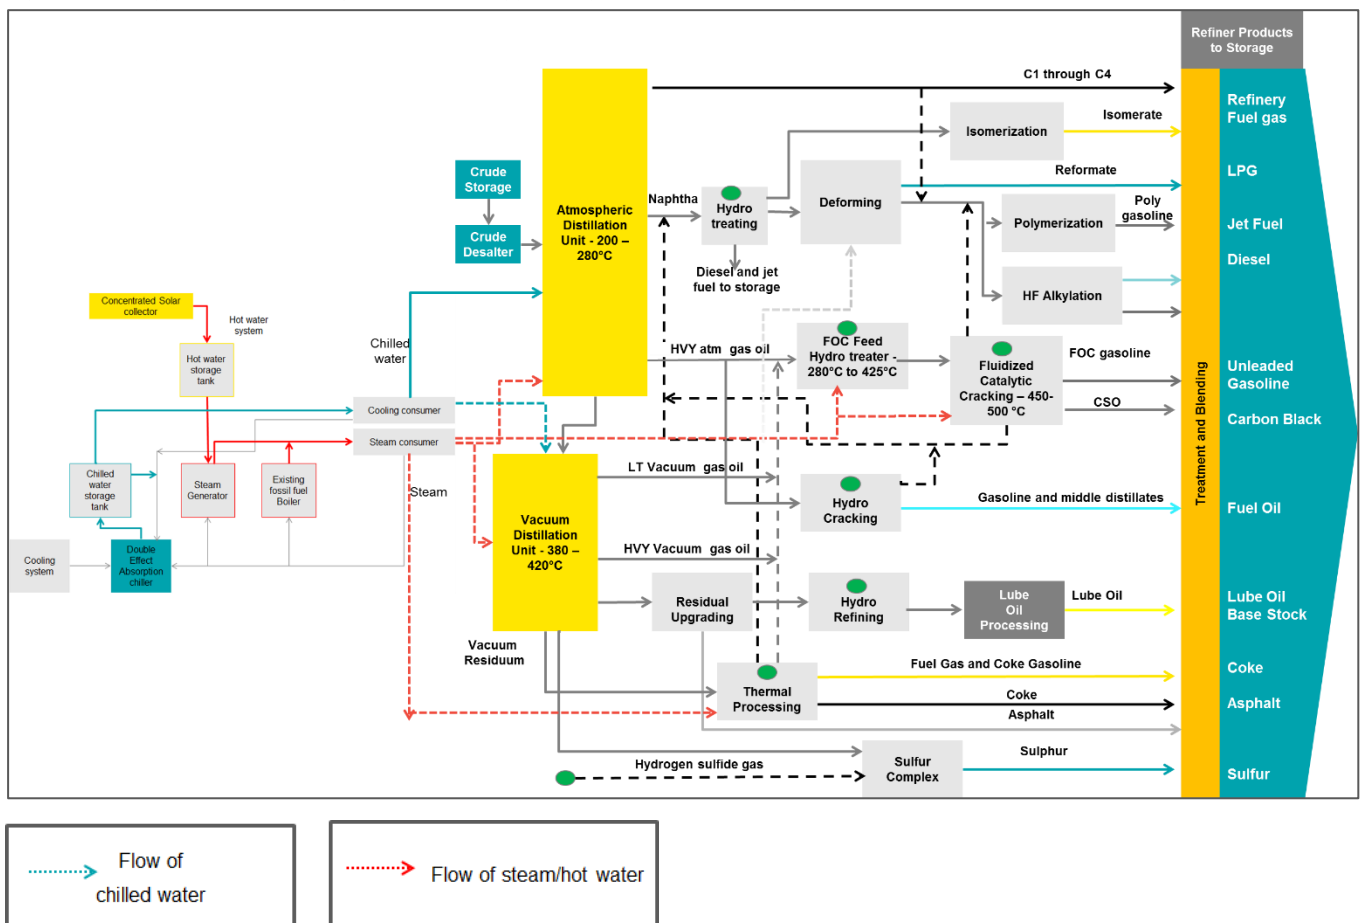 Refiner Products
to Storage
C1 through C4
Refinery
Fuel gas
Isomerate
Isomerization
Crude
Storage
Reformate
LPG
Naphtha
Hydro
treating
Deforming
Poly
gasoline
Polymerization
Jet Fuel
Atmospheric
Distillation
Unit - 200 –
280°C
Crude
Desalter
Diesel
Diesel and jet
fuel to storage
HF Alkylation
Concentrated Solar
collector
Hot water
system
Hot water
storage
tank
Chilled
water
HVY atm gas oil
FOC Feed
Hydro treater -
280°C to 425°C
Fluidized
Catalytic
Cracking – 450-
500 °C
FOC gasoline
Unleaded
Gasoline
CSO
Carbon Black
Treatment and Blending
Cooling consumer
Steam consumer
LT Vacuum gas oil
Chilled
water
storage
tank
Steam
Generator
Existing
fossil fuel
Boiler
Steam
Gasoline and middle distillates
Hydro
Cracking
Fuel Oil
Vacuum
Distillation
Unit - 380 –
420°C
HVY Vacuum gas oil
Cooling
system
Double
Effect
Absorption
chiller
Residual
Upgrading
Hydro
Refining
Lube
Oil
Processing
Lube Oil
Lube Oil
Base Stock
Vacuum
Residuum
Fuel Gas and Coke Gasoline
Coke
Thermal
Processing
Coke
Asphalt
Asphalt
Hydrogen sulfide gas
Sulfur
Complex
Sulphur
Sulfur
Flow of
chilled water
Flow of steam/hot water